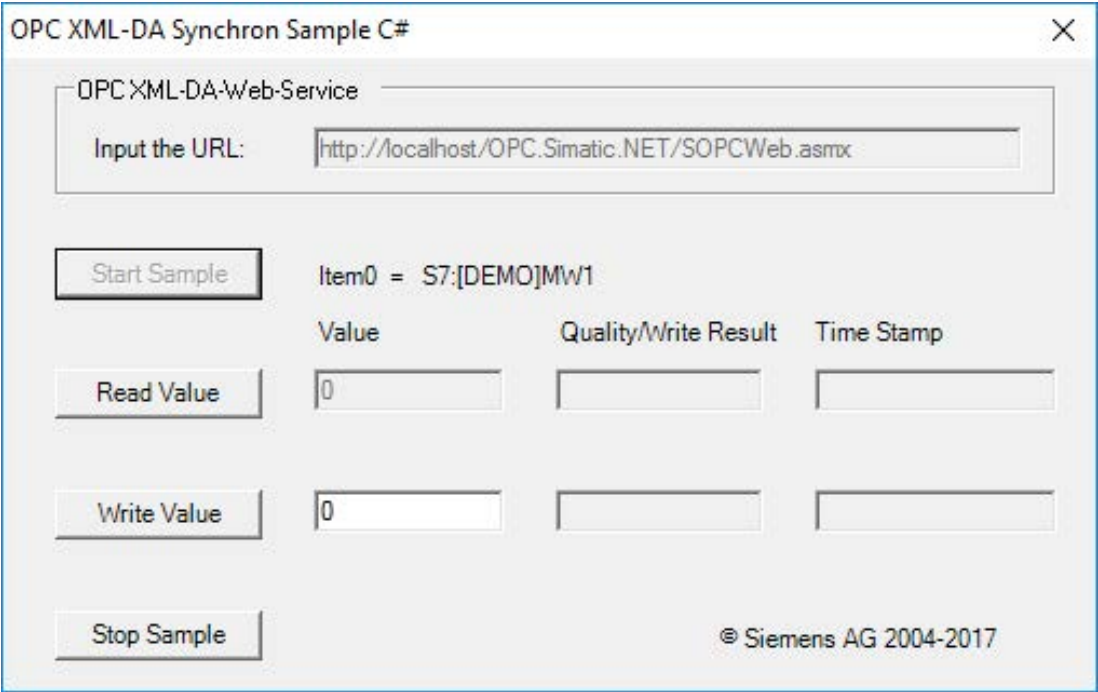 OPC XML-DA Synchron Sample C#
OPC XML-DA-Web-Service
Input the URL: http://localhost/OPC.Simatic.NET/SOPCWeb.asmx
Start Sample Item0 = S7:[DEMO]MW1
Value Quality/Write Result Time Stamp
Read Value 0
Write Value 0
Stop Sample © Siemens AG 2004-2017